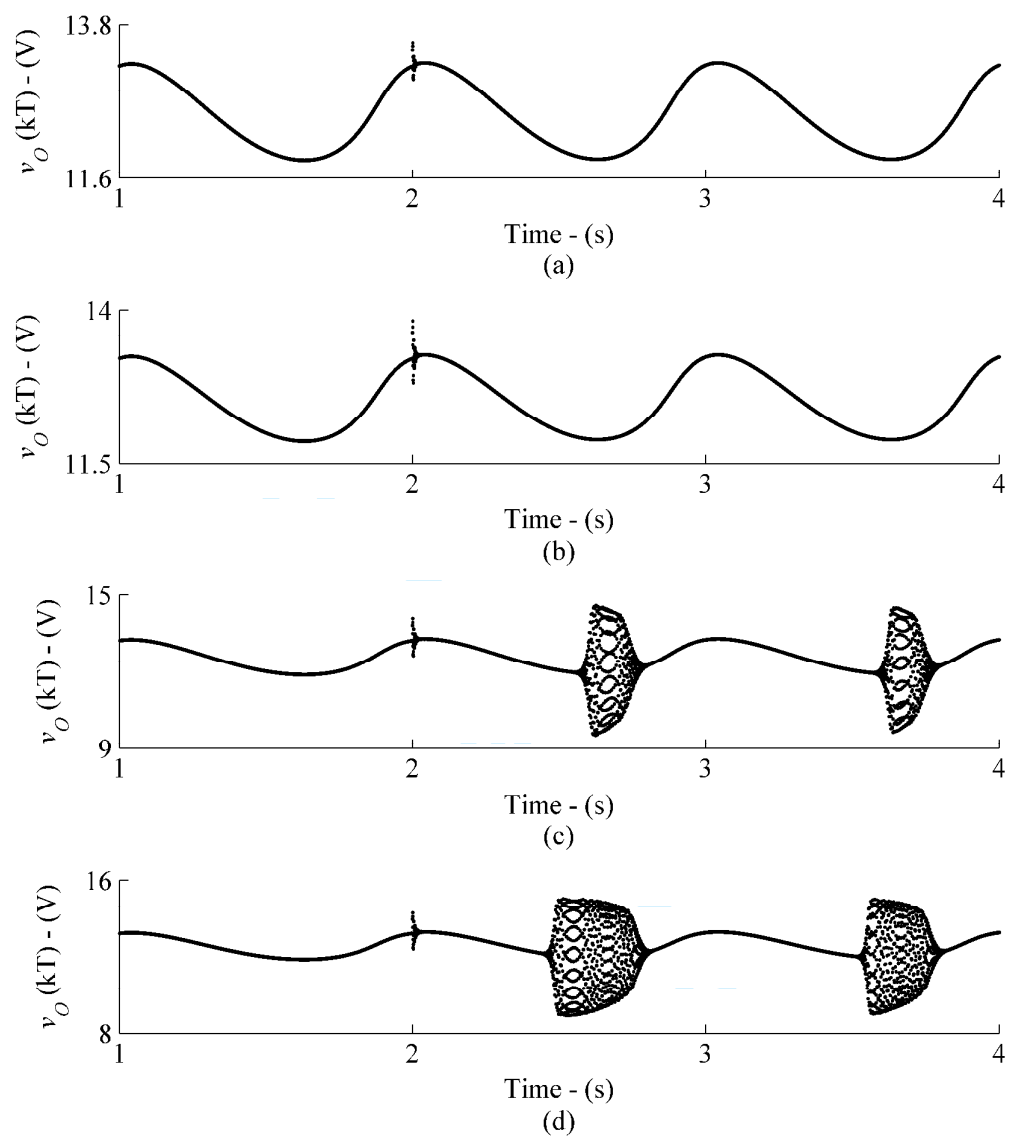 13.8
v_O (kT) - (V)
11.6
1 2 3 4
Time - (s)
(a)
14
v_O (kT) - (V)
11.5
1 2 3 4
Time - (s)
(b)
15
v_O (kT) - (V)
9
1 2 3 4
Time - (s)
(c)
16
v_O (kT) - (V)
8
1 2 3 4
Time - (s)
(d)